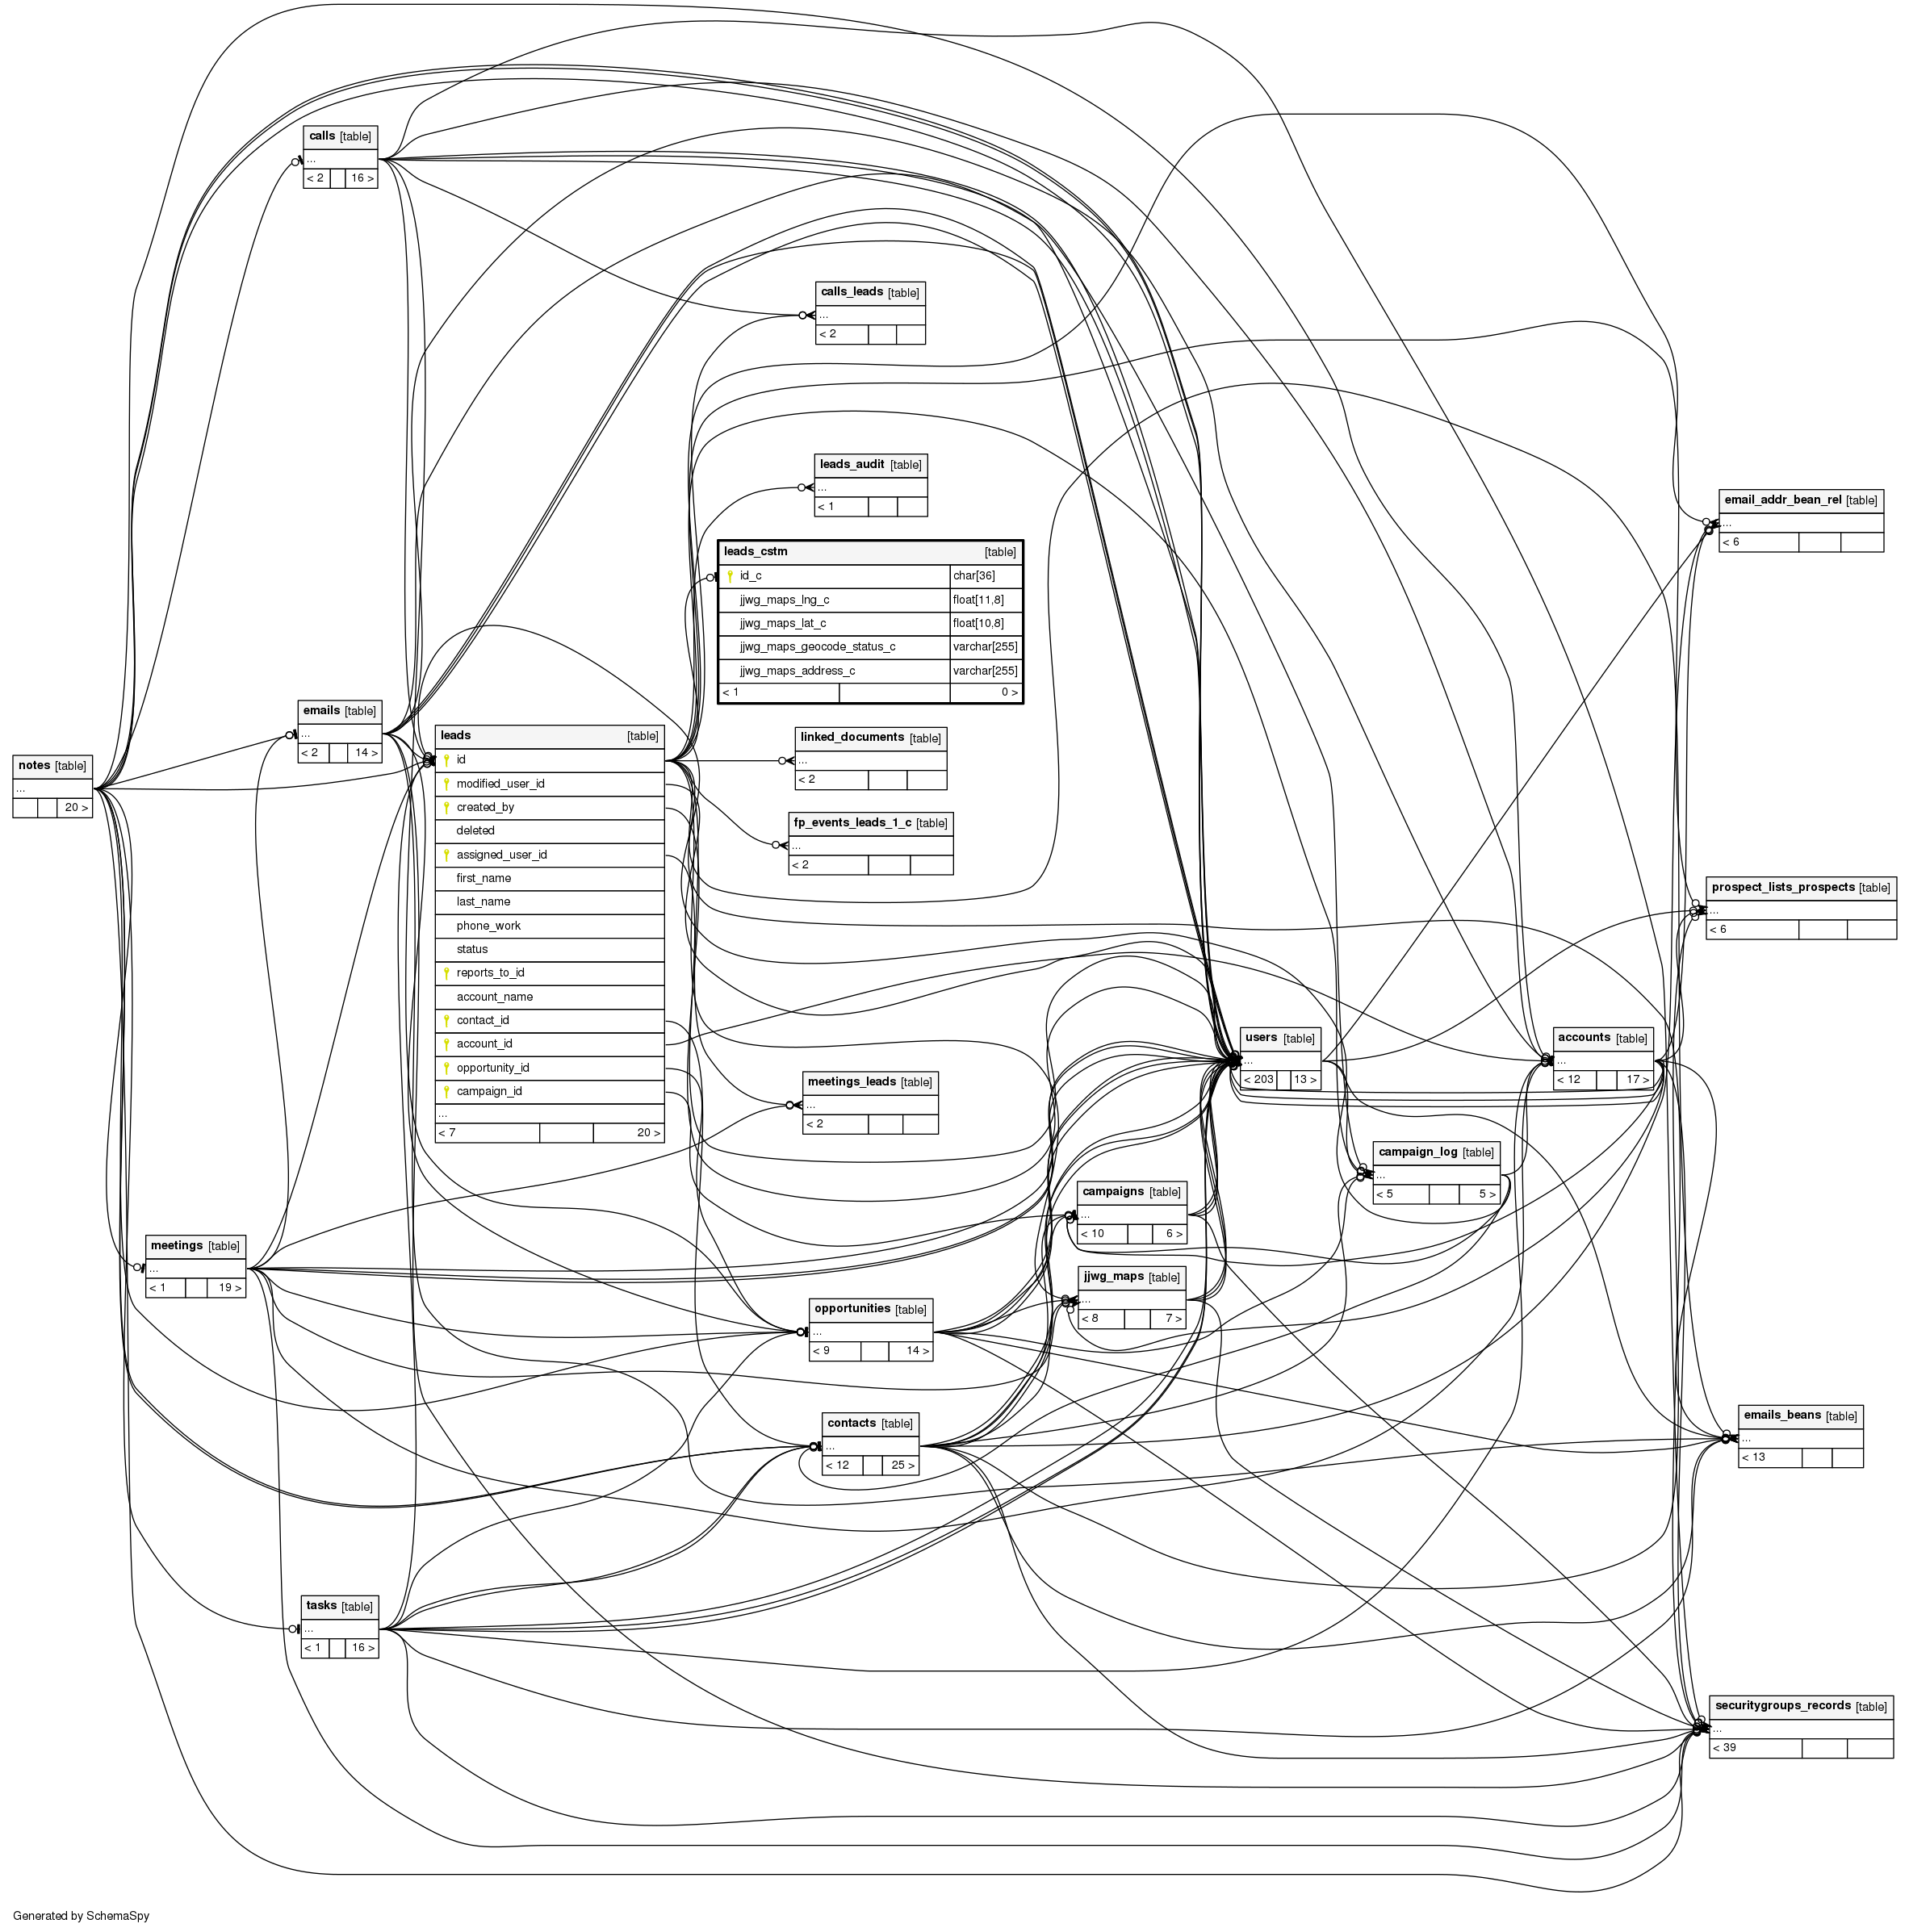 calls [table]
...
< 2 16 >
calls_leads [table]
...
< 2
leads_audit [table]
...
< 1
email_addr_bean_rel [table]
...
< 6
leads_cstm [table]
id_c char[36]
jjwg_maps_lng_c float[11,8]
jjwg_maps_lat_c float[10,8]
jjwg_maps_geocode_status_c varchar[255]
jjwg_maps_address_c varchar[255]
< 1 0 >
emails [table]
...
< 2 14 >
leads [table]
id
modified_user_id
created_by
deleted
assigned_user_id
first_name
last_name
phone_work
status
reports_to_id
account_name
contact_id
account_id
opportunity_id
campaign_id
...
< 7 20 >
linked_documents [table]
...
< 2
notes [table]
...
20 >
fp_events_leads_1_c [table]
...
< 2
prospect_lists_prospects [table]
...
< 6
users [table]
...
< 203 13 >
accounts [table]
...
< 12 17 >
meetings_leads [table]
...
< 2
campaign_log [table]
...
< 5 5 >
campaigns [table]
...
< 10 6 >
meetings [table]
...
< 1 19 >
jjwg_maps [table]
...
< 8 7 >
opportunities [table]
...
< 9 14 >
contacts [table]
...
< 12 25 >
emails_beans [table]
...
< 13
tasks [table]
...
< 1 16 >
securitygroups_records [table]
...
< 39
Generated by SchemaSpy